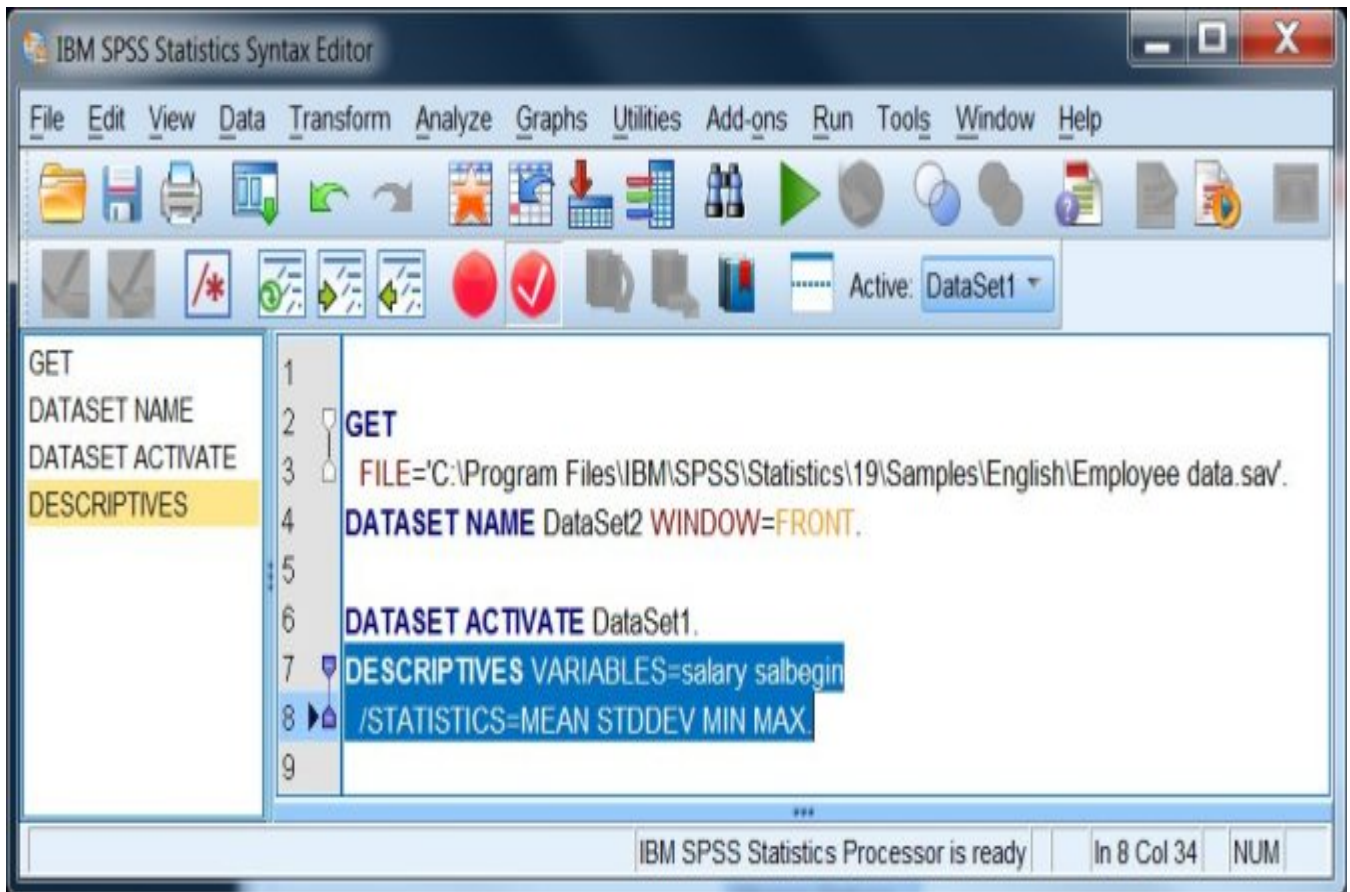 IBM SPSS Statistics Syntax Editor
File Edit View Data Transform Analyze Graphs Utilities Add-ons Run Tools Window Help
Active: DataSet1
GET
DATASET NAME
DATASET ACTIVATE
DESCRIPTIVES
1
2 GET
3 FILE='C:\Program Files\IBM\SPSS\Statistics\19\Samples\English\Employee data.sav'.
4 DATASET NAME DataSet2 WINDOW=FRONT.
5
6 DATASET ACTIVATE DataSet1.
7 DESCRIPTIVES VARIABLES=salary salbegin
8 /STATISTICS=MEAN STDDEV MIN MAX.
9
IBM SPSS Statistics Processor is ready In 8 Col 34 NUM